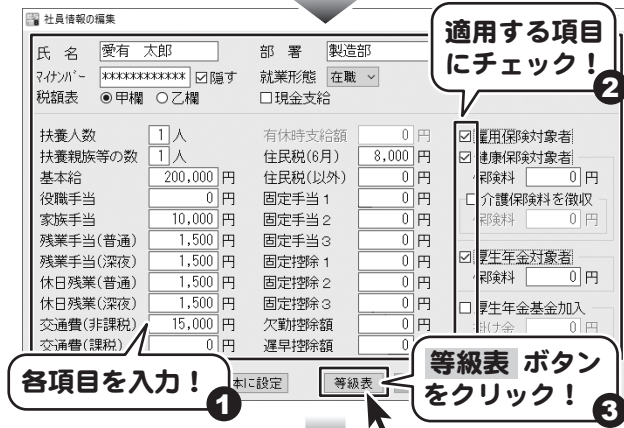 社員情報の編集
氏 名 愛有 太郎 部 署 製造部
ﾏｲﾅﾝﾊﾞｰ ************ 隠す 就業形態 在職
税額表 甲欄 乙欄 現金支給
適用する項目
にチェック！
2
扶養人数 1 人 有休時支給額 0 円 雇用保険対象者
扶養親族等の数 1 人 住民税(6月) 8,000 円 健康保険対象者
基本給 200,000 円 住民税(以外) 0 円 保険料 0 円
役職手当 0 円 固定手当1 0 円 介護保険料を徴収
家族手当 10,000 円 固定手当2 0 円 保険料 0 円
残業手当(普通) 1,500 円 固定手当3 0 円
残業手当(深夜) 1,500 円 固定控除1 0 円 厚生年金対象者
休日残業(普通) 1,500 円 固定控除2 0 円 保険料 0 円
休日残業(深夜) 1,500 円 固定控除3 0 円 厚生年金基金加入
交通費(非課税) 15,000 円 欠勤控除額 0 円 掛け金 0 円
交通費(課税) 0 円 遅早控除額 0 円
各項目を入力！
1
に設定 等級表
等級表 ボタン
をクリック！
3